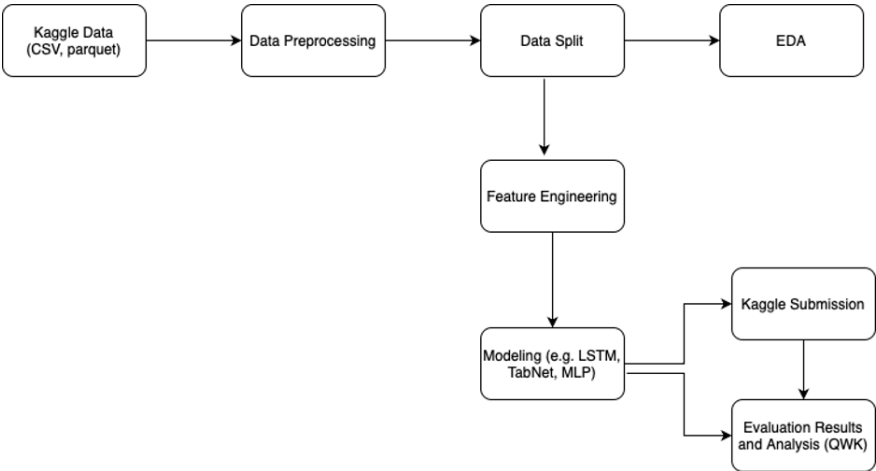 Kaggle Data
(CSV, parquet)
Data Preprocessing
Data Split
EDA
Feature Engineering
Kaggle Submission
Modeling (e.g. LSTM,
TabNet, MLP)
Evaluation Results
and Analysis (QWK)